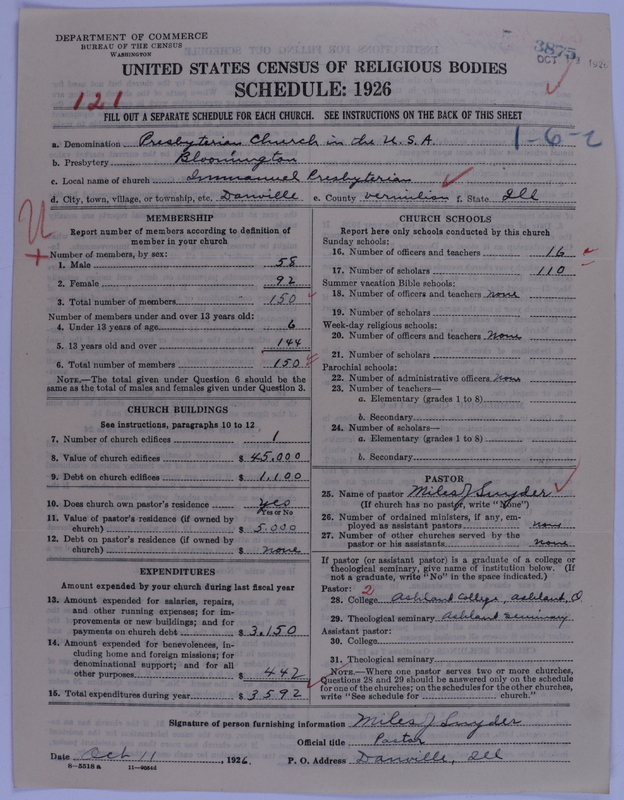 DEPARTMENT OF COMMERCE
BUREAU OF THE CENSUS
WASHINGTON
3875
OCT 1926
UNITED STATES CENSUS OF RELIGIOUS BODIES
SCHEDULE: 1926
121
FILL OUT A SEPARATE SCHEDULE FOR EACH CHURCH. SEE INSTRUCTIONS ON THE BACK OF THIS SHEET
1-6-2
a. Denomination Presbyterian Church in the U.S.A.
b. Presbytery Bloomington
c. Local name of church Immanuel Presbyterian
d. City, town, village, or township, etc. Danville e. County Vermilion f. State Ill
MEMBERSHIP
Report number of members according to definition of
member in your church
Number of members, by sex:
1. Male 58
2. Female 92
3. Total number of members 150
Number of members under and over 13 years old:
4. Under 13 years of age 6
5. 13 years old and over 144
6. Total number of members 150
NOTE.—The total given under Question 6 should be the
same as the total of males and females given under Question 3.
CHURCH BUILDINGS
See instructions, paragraphs 10 to 12
7. Number of church edifices 1
8. Value of church edifices $45.000
9. Debt on church edifices $1,100
10. Does church own pastor's residence yes
Yes or No
11. Value of pastor's residence (if owned by
church) $5.000
12. Debt on pastor's residence (if owned by
church) $none
EXPENDITURES
Amount expended by your church during last fiscal year
13. Amount expended for salaries, repairs,
and other running expenses; for im-
provements or new buildings; and for
payments on church debt $3,150
14. Amount expended for benevolences, in-
cluding home and foreign missions; for
denominational support; and for all
other purposes $442
15. Total expenditures during year $3592
CHURCH SCHOOLS
Report here only schools conducted by this church
Sunday schools:
16. Number of officers and teachers 16
17. Number of scholars 110
Summer vacation Bible schools:
18. Number of officers and teachers none
19. Number of scholars
Week-day religious schools:
20. Number of officers and teachers None
21. Number of scholars
Parochial schools:
22. Number of administrative officers None
23. Number of teachers—
a. Elementary (grades 1 to 8)
b. Secondary
24. Number of scholars—
a. Elementary (grades 1 to 8)
b. Secondary
PASTOR
25. Name of pastor Miles J Snyder
(If church has no pastor, write "None")
26. Number of ordained ministers, if any, em-
ployed as assistant pastors none
27. Number of other churches served by the
pastor or his assistants none
If pastor (or assistant pastor) is a graduate of a college or
theological seminary, give name of institution below. (If
not a graduate, write "No" in the space indicated.)
Pastor: 2
28. College Ashland College, Ashland, O
29. Theological seminary Ashland Seminary
Assistant pastor:
30. College
31. Theological seminary
NOTE.—Where one pastor serves two or more churches,
Questions 28 and 29 should be answered only on the schedule
for one of the churches; on the schedules for the other churches,
write "See schedule for church."
Signature of person furnishing information Miles J Snyder
Official title Pastor
Date Oct 11, 1926. P. O. Address Danville, Ill
8-5518 a